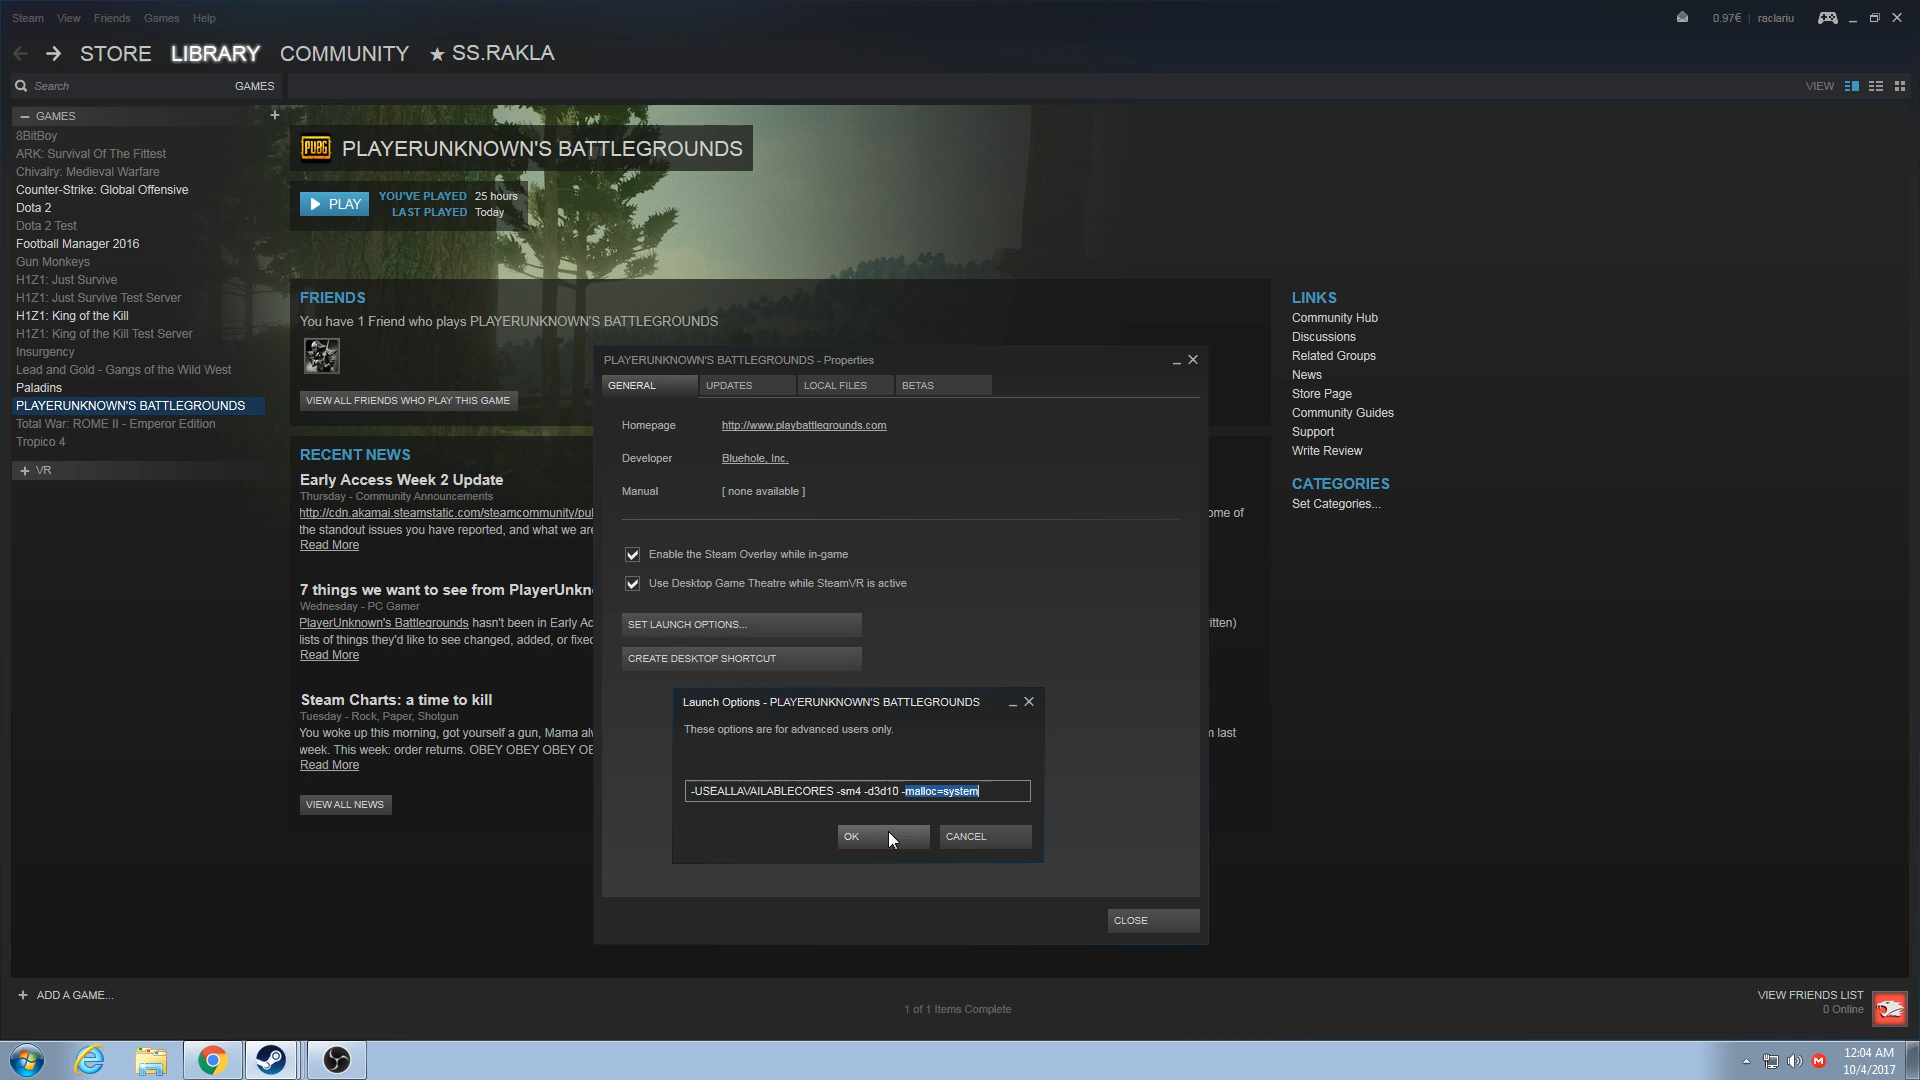 Steam View Friends Games Help
0.97€ | raclariu
STORE LIBRARY COMMUNITY ★ SS.RAKLA
Search GAMES
VIEW
— GAMES +
8BitBoy
ARK: Survival Of The Fittest
Chivalry: Medieval Warfare
Counter-Strike: Global Offensive
Dota 2
Dota 2 Test
Football Manager 2016
Gun Monkeys
H1Z1: Just Survive
H1Z1: Just Survive Test Server
H1Z1: King of the Kill
H1Z1: King of the Kill Test Server
Insurgency
Lead and Gold - Gangs of the Wild West
Paladins
PLAYERUNKNOWN'S BATTLEGROUNDS
Total War: ROME II - Emperor Edition
Tropico 4
+ VR
PUBG PLAYERUNKNOWN'S BATTLEGROUNDS
PLAY
YOU'VE PLAYED 25 hours
LAST PLAYED Today
FRIENDS
You have 1 Friend who plays PLAYERUNKNOWN'S BATTLEGROUNDS
VIEW ALL FRIENDS WHO PLAY THIS GAME
RECENT NEWS
Early Access Week 2 Update
Thursday - Community Announcements
http://cdn.akamai.steamstatic.com/steamcommunity/pul
ome of
the standout issues you have reported, and what we are
Read More
7 things we want to see from PlayerUnkn
Wednesday - PC Gamer
PlayerUnknown's Battlegrounds hasn't been in Early Ac
itten)
lists of things they'd like to see changed, added, or fixed
Read More
Steam Charts: a time to kill
Tuesday - Rock, Paper, Shotgun
You woke up this morning, got yourself a gun, Mama alw
last
week. This week: order returns. OBEY OBEY OBEY OB
Read More
VIEW ALL NEWS
LINKS
Community Hub
Discussions
Related Groups
News
Store Page
Community Guides
Support
Write Review
CATEGORIES
Set Categories...
PLAYERUNKNOWN'S BATTLEGROUNDS - Properties
GENERAL UPDATES LOCAL FILES BETAS
Homepage http://www.playbattlegrounds.com
Developer Bluehole, Inc.
Manual [ none available ]
Enable the Steam Overlay while in-game
Use Desktop Game Theatre while SteamVR is active
SET LAUNCH OPTIONS...
CREATE DESKTOP SHORTCUT
Launch Options - PLAYERUNKNOWN'S BATTLEGROUNDS
These options are for advanced users only.
-USEALLAVAILABLECORES -sm4 -d3d10 -malloc=system
OK CANCEL
CLOSE
+ ADD A GAME...
1 of 1 Items Complete
VIEW FRIENDS LIST
0 Online
12:04 AM
10/4/2017